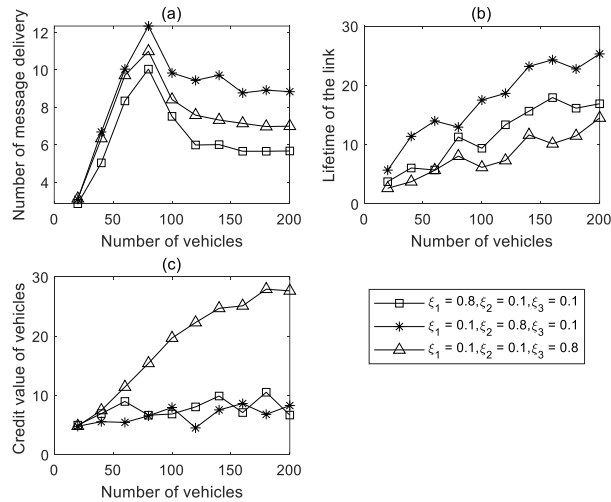 (a)
Number of message delivery
12
10
8
6
4
0 50 100 150 200
Number of vehicles
(b)
Lifetime of the link
30
20
10
0
0 50 100 150 200
Number of vehicles
(c)
Credit value of vehicles
30
20
10
0
0 50 100 150 200
Number of vehicles
ξ1 = 0.8,ξ2 = 0.1,ξ3 = 0.1
ξ1 = 0.1,ξ2 = 0.8,ξ3 = 0.1
ξ1 = 0.1,ξ2 = 0.1,ξ3 = 0.8